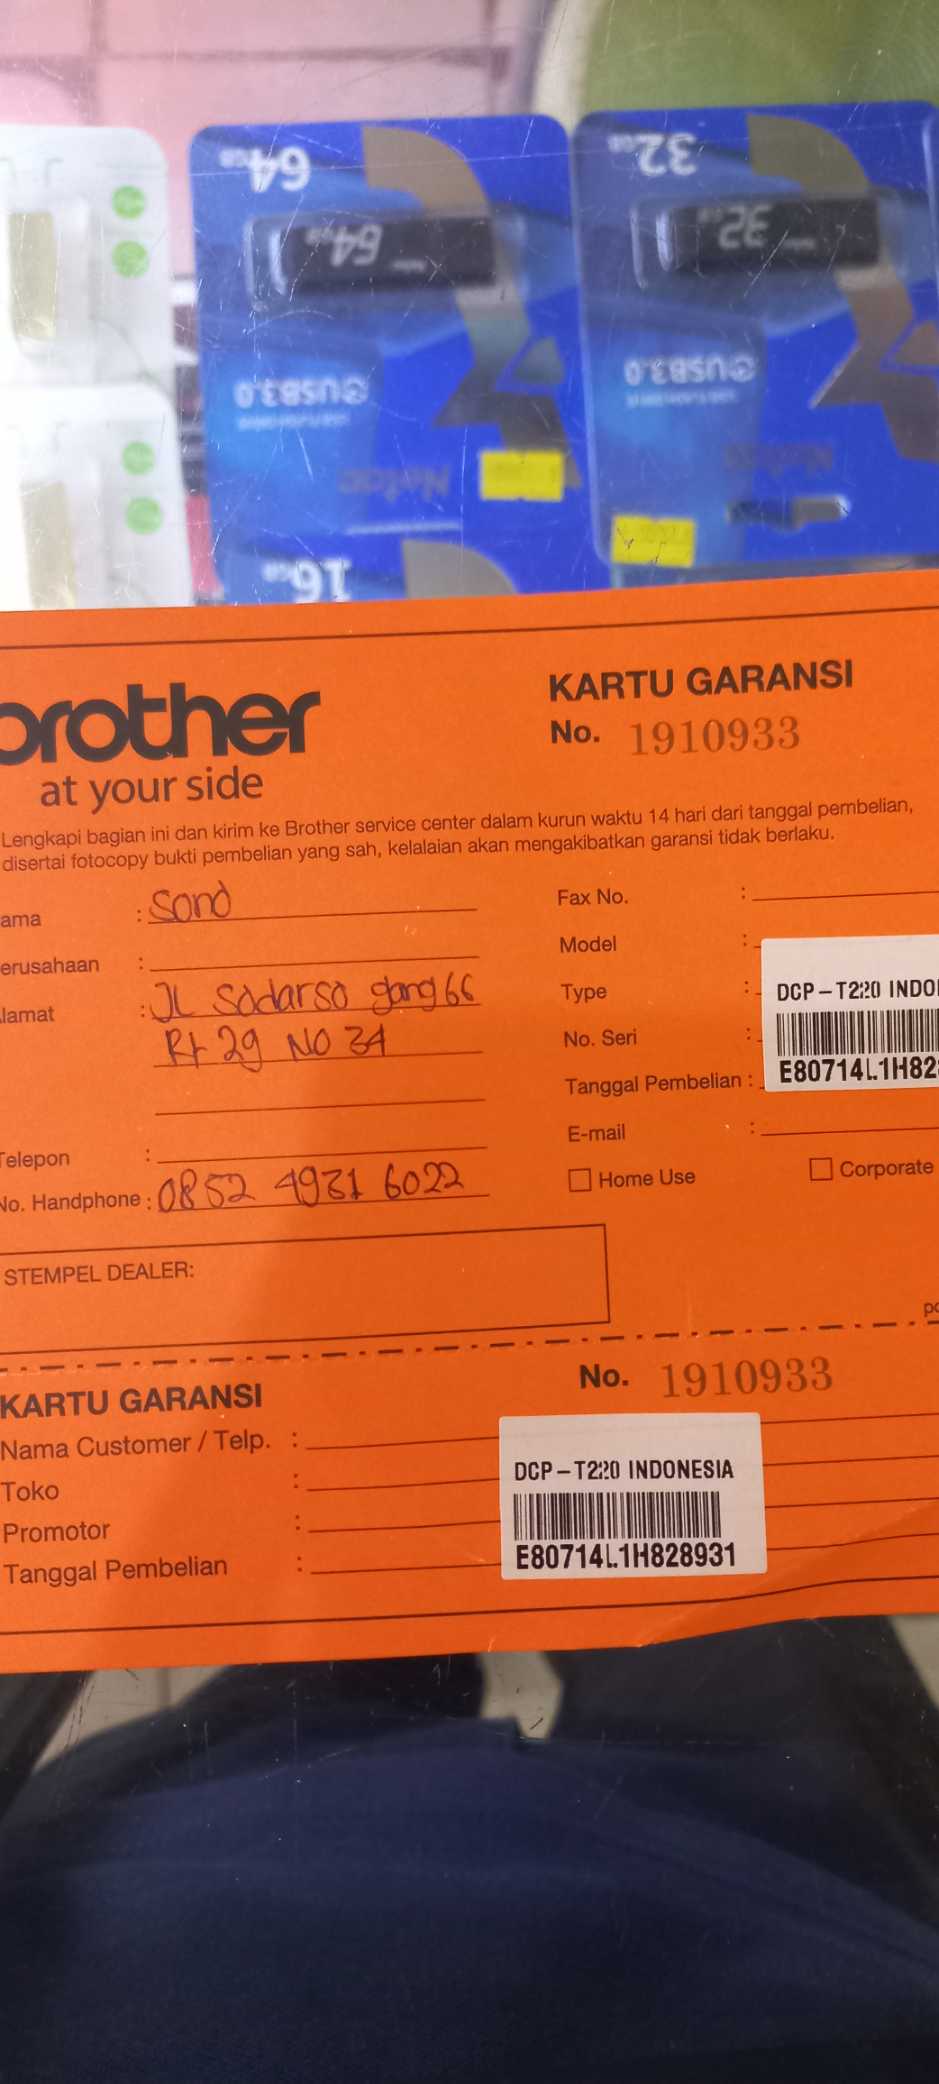 64GB
32GB
64GB
32GB
USB3.0
USB3.0
16GB
brother
at your side
KARTU GARANSI
No. 1910933
Lengkapi bagian ini dan kirim ke Brother service center dalam kurun waktu 14 hari dari tanggal pembelian,
disertai fotocopy bukti pembelian yang sah, kelalaian akan mengakibatkan garansi tidak berlaku.
ama : Sond
erusahaan :
lamat : JL Sodarso gang 66
Rt 29 NO 34
Telepon :
No. Handphone : 0852 4931 6022
Fax No. :
Model :
Type :
No. Seri :
Tanggal Pembelian :
E-mail :
DCP-T220 INDO
E80714L1H82
Home Use
Corporate
STEMPEL DEALER:
KARTU GARANSI
No. 1910933
Nama Customer / Telp. :
Toko :
Promotor :
Tanggal Pembelian :
DCP-T220 INDONESIA
E80714L1H828931